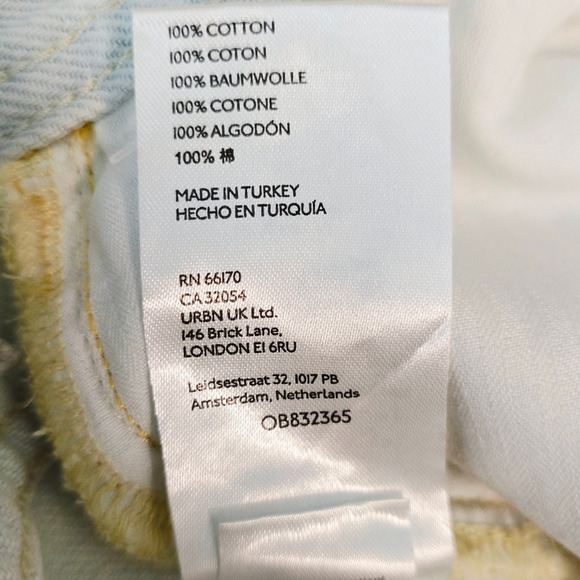 100% COTTON
100% COTON
100% BAUMWOLLE
100% COTONE
100% ALGODÓN
100% 棉
MADE IN TURKEY
HECHO EN TURQUÍA
RN 66170
CA 32054
URBN UK Ltd.
146 Brick Lane,
LONDON E1 6RU
Leidsestraat 32, 1017 PB
Amsterdam, Netherlands
OB832365